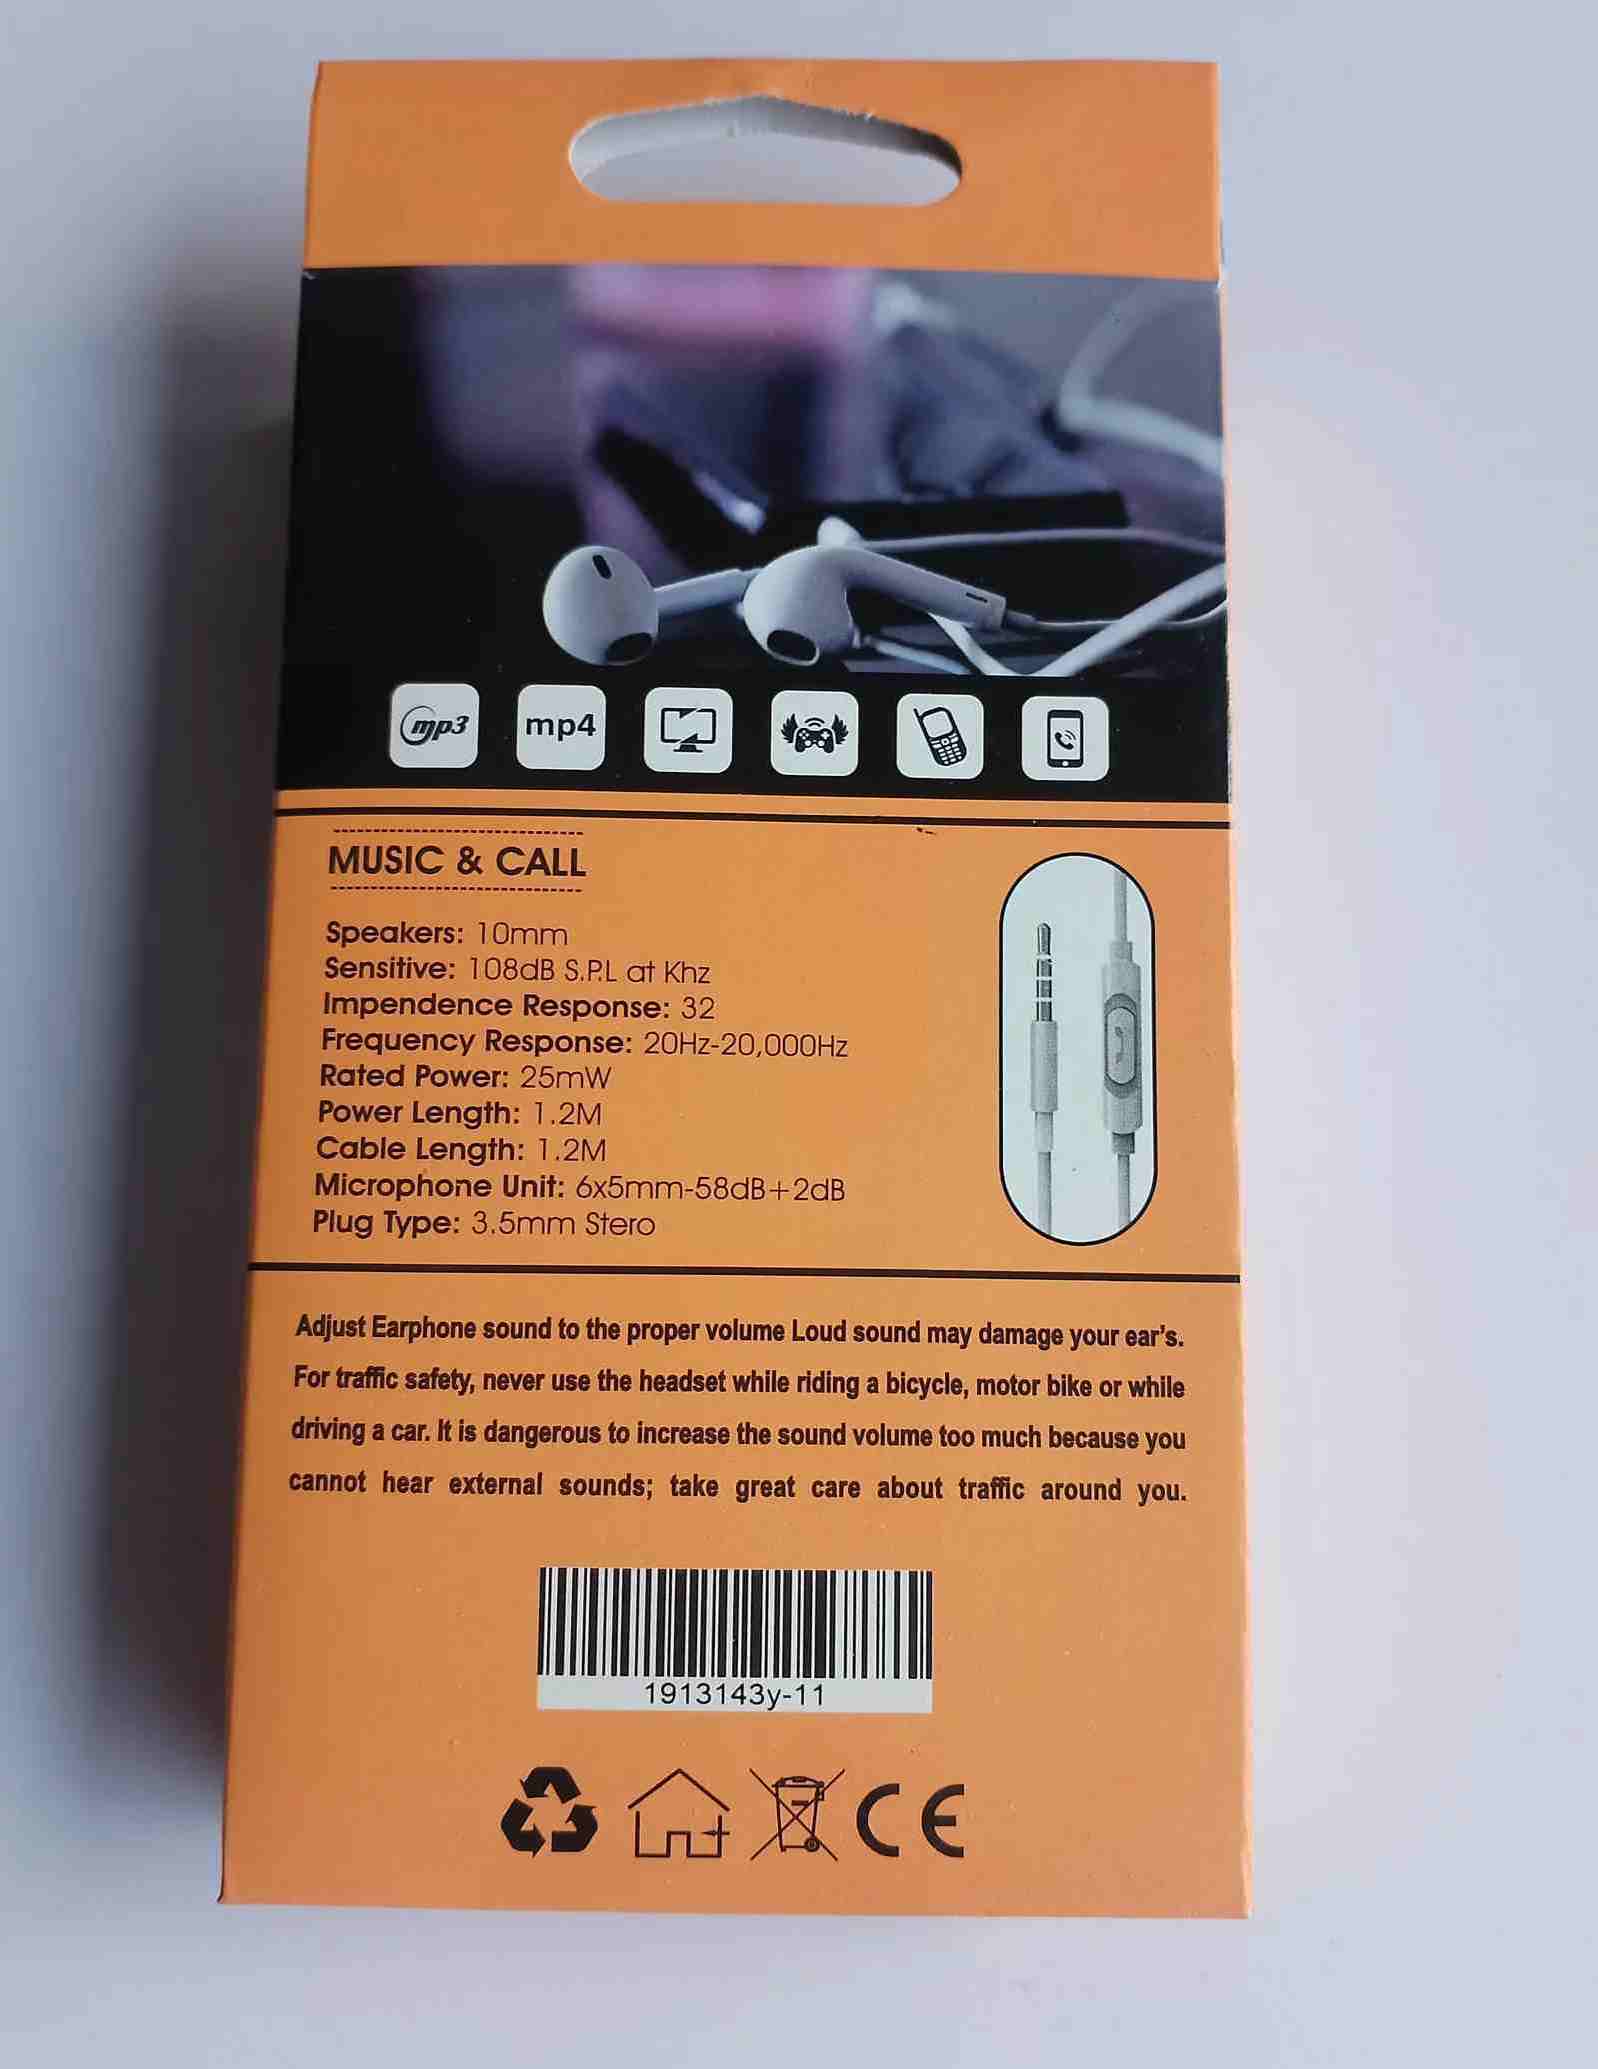 mp3
mp4
MUSIC & CALL
Speakers: 10mm
Sensitive: 108dB S.P.L at Khz
Impendence Response: 32
Frequency Response: 20Hz-20,000Hz
Rated Power: 25mW
Power Length: 1.2M
Cable Length: 1.2M
Microphone Unit: 6x5mm-58dB+2dB
Plug Type: 3.5mm Stero
Adjust Earphone sound to the proper volume Loud sound may damage your ear's.
For traffic safety, never use the headset while riding a bicycle, motor bike or while
driving a car. It is dangerous to increase the sound volume too much because you
cannot hear external sounds; take great care about traffic around you.
1913143y-11
CE